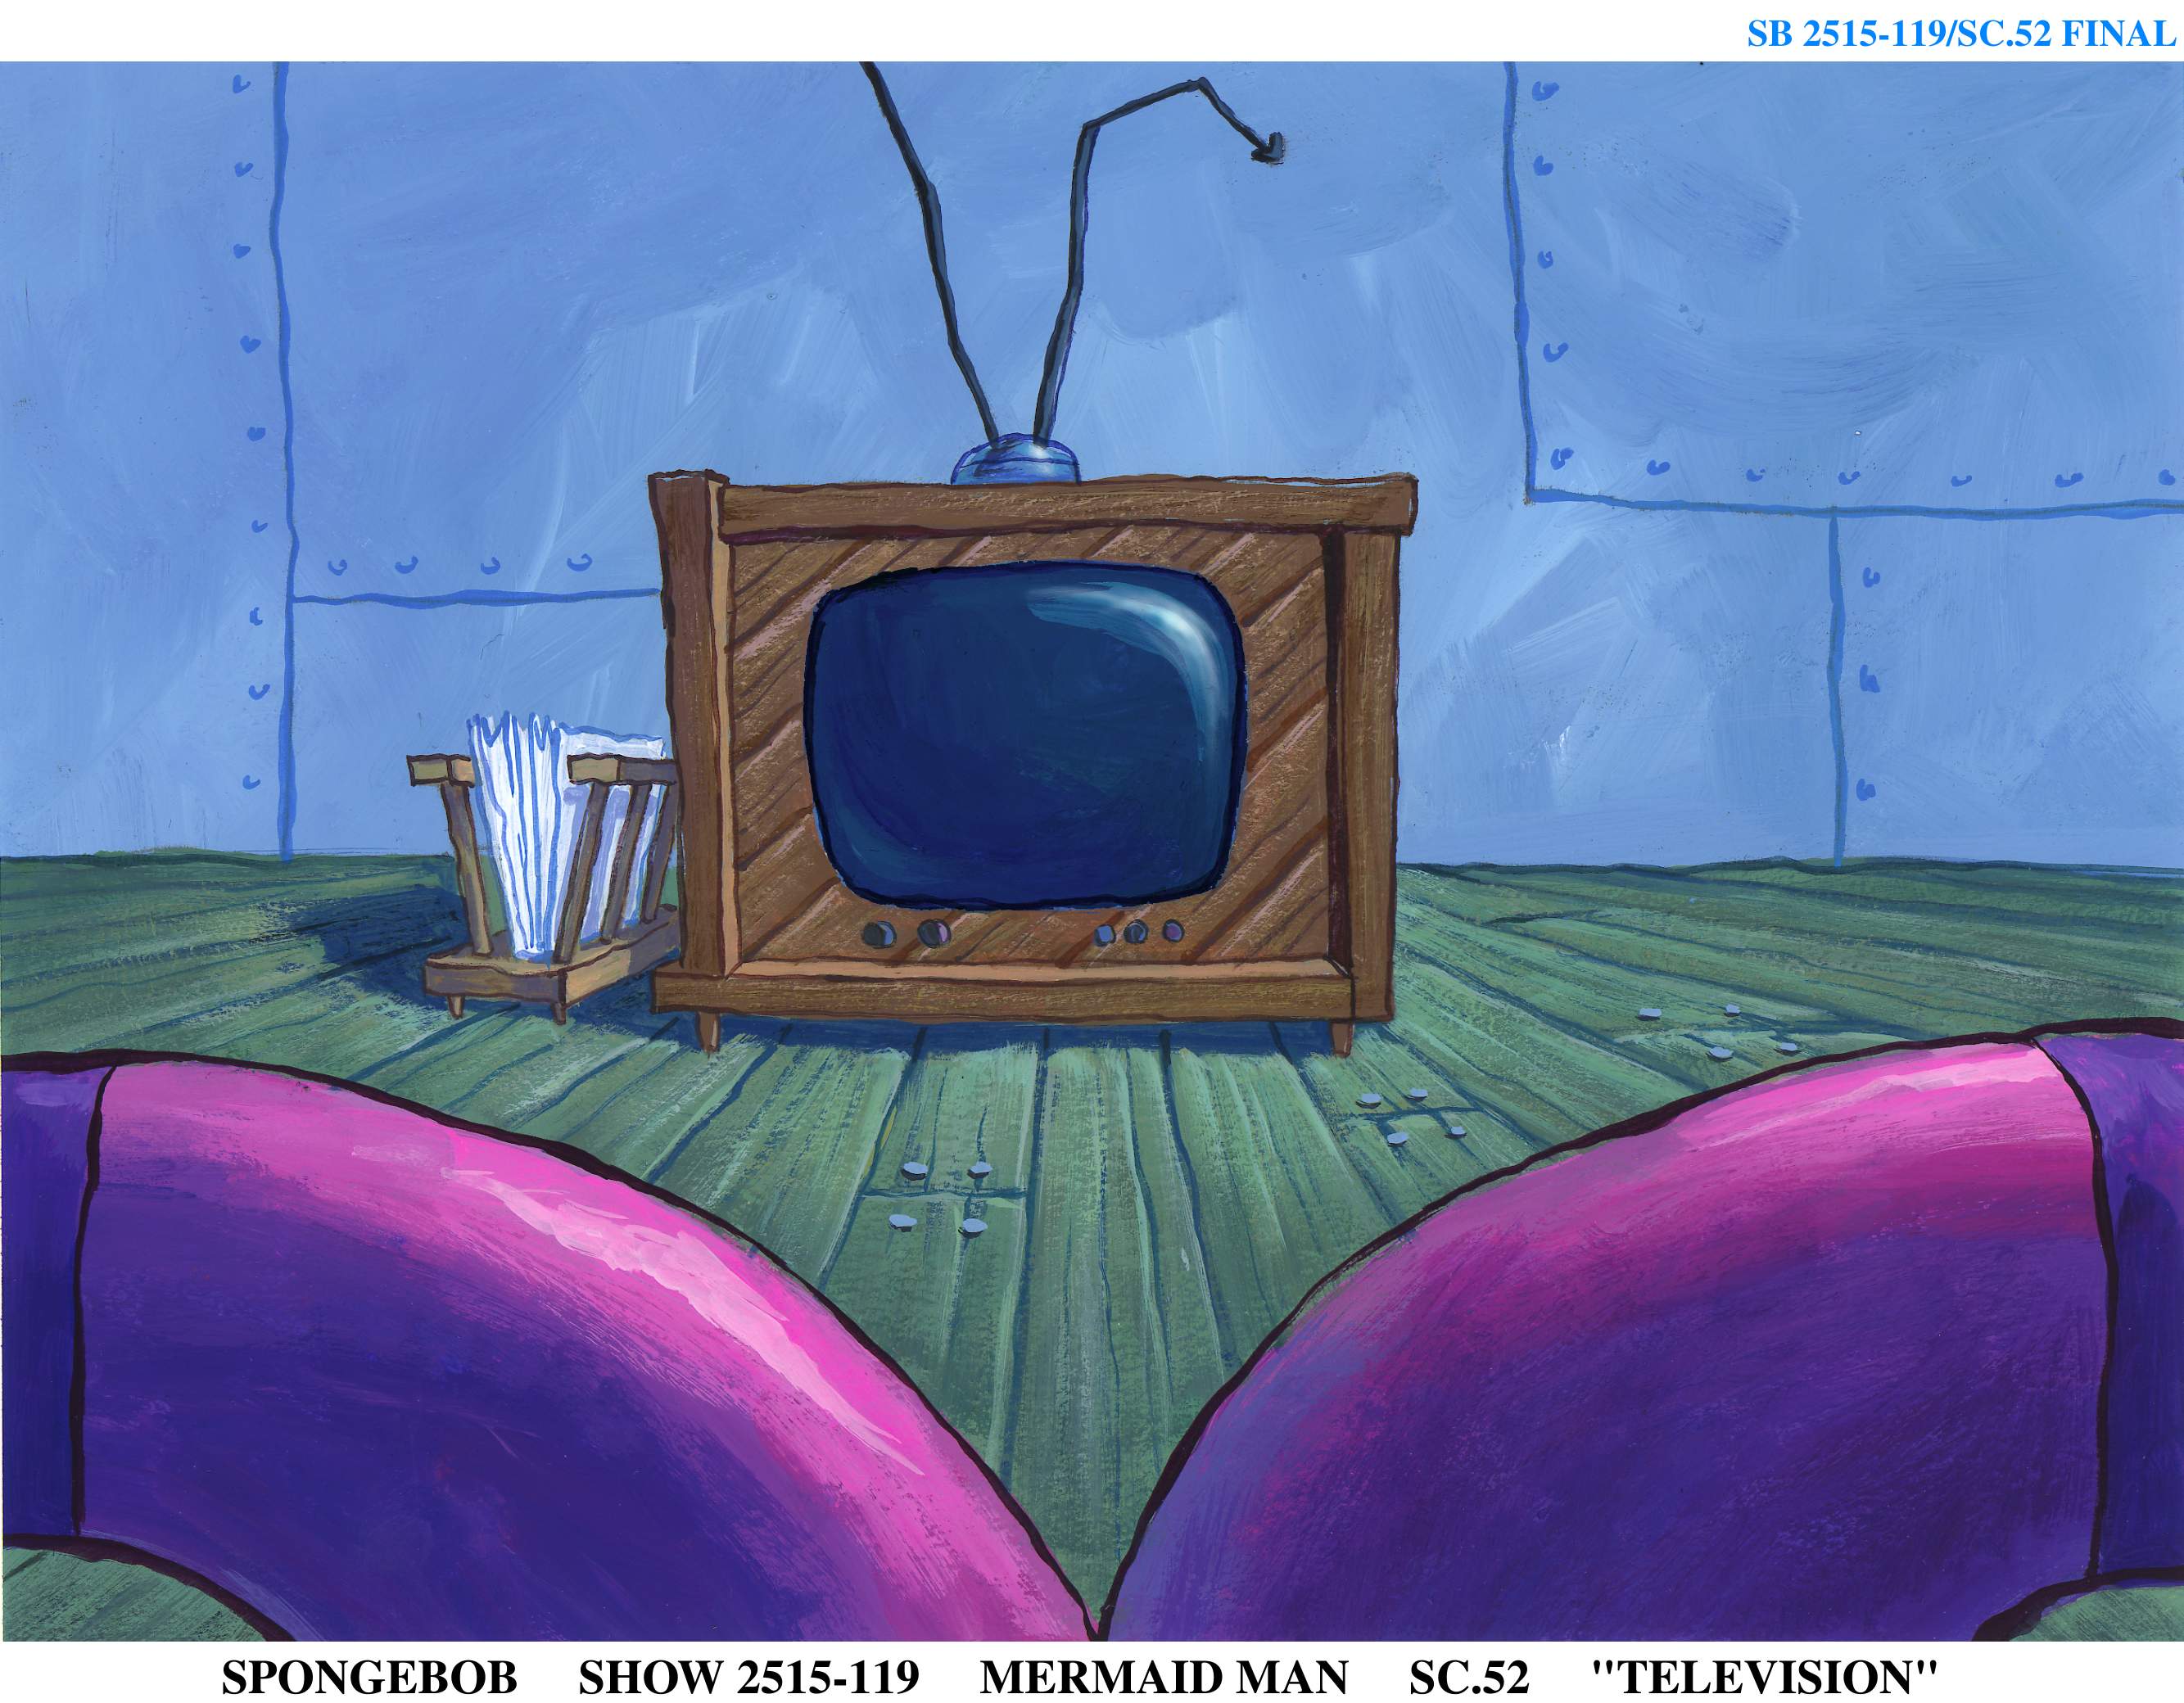 SB 2515-119/SC.52 FINAL
SPONGEBOB SHOW 2515-119 MERMAID MAN SC.52 "TELEVISION"